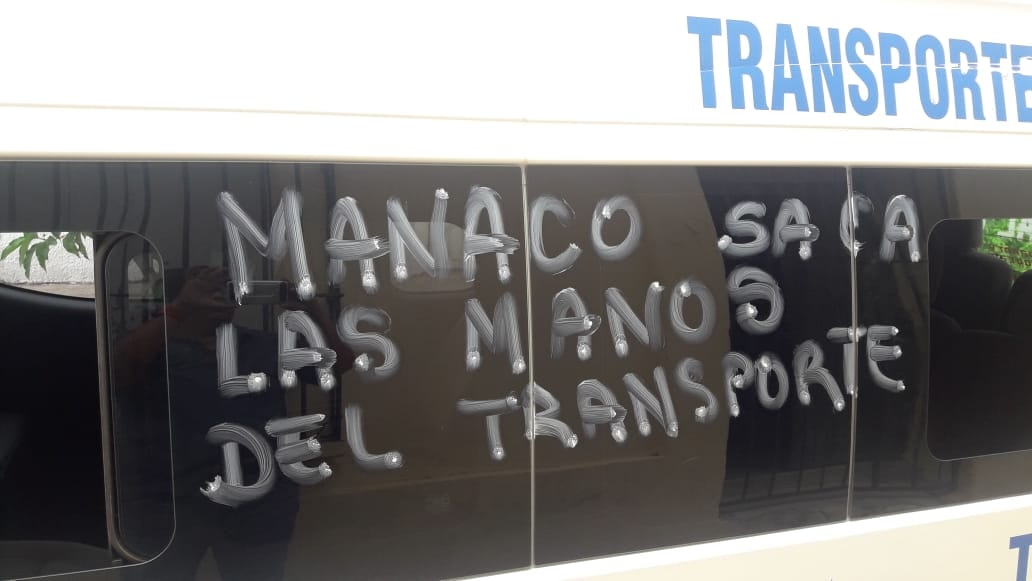 TRANSPORTE
MANACO SACA
LAS MANOS
DEL TRANSPORTE
T